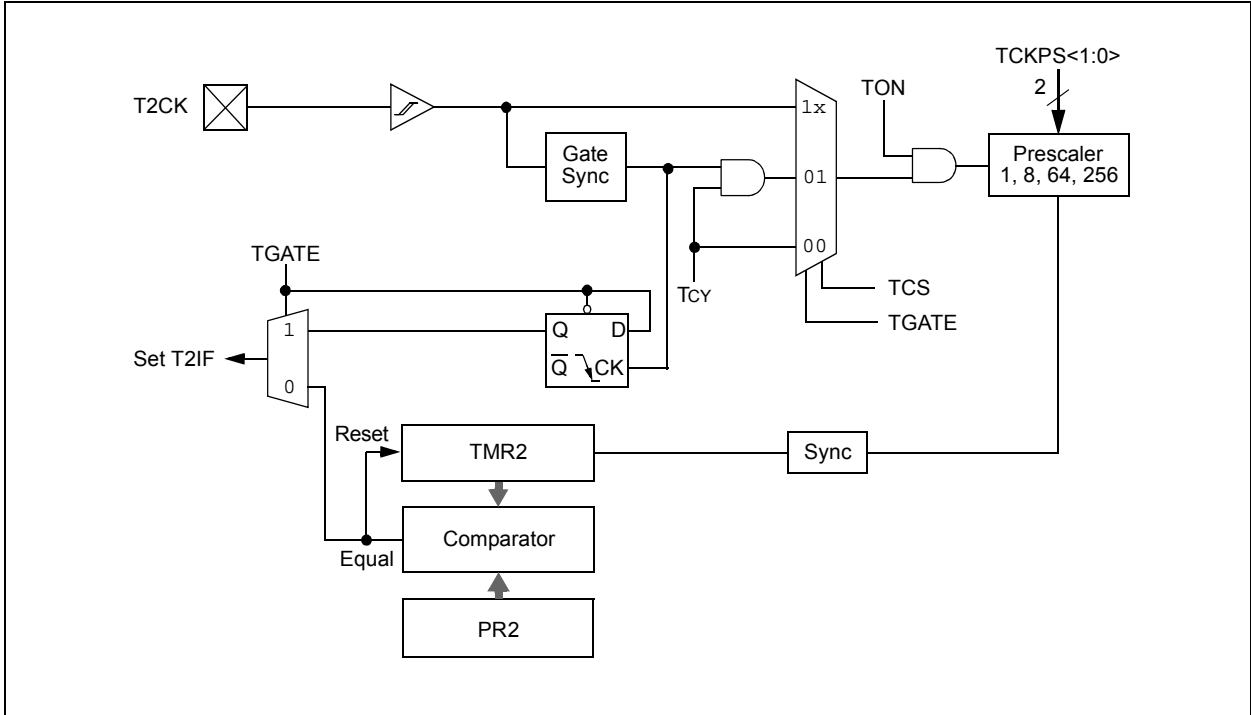 TCKPS<1:0>
2
T2CK
1x
TON
Gate
Sync
Prescaler
1, 8, 64, 256
01
00
TGATE
TCY
TCS
TGATE
1
Q D
Set T2IF
Q CK
0
Reset
TMR2
Sync
Comparator
Equal
PR2